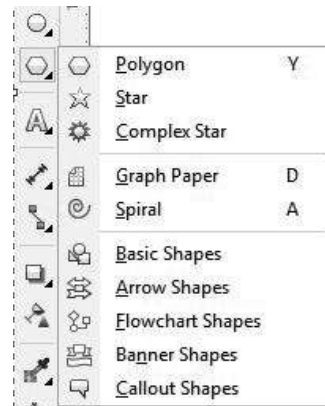 Polygon Y
Star
Complex Star
Graph Paper D
Spiral A
Basic Shapes
Arrow Shapes
Flowchart Shapes
Banner Shapes
Callout Shapes